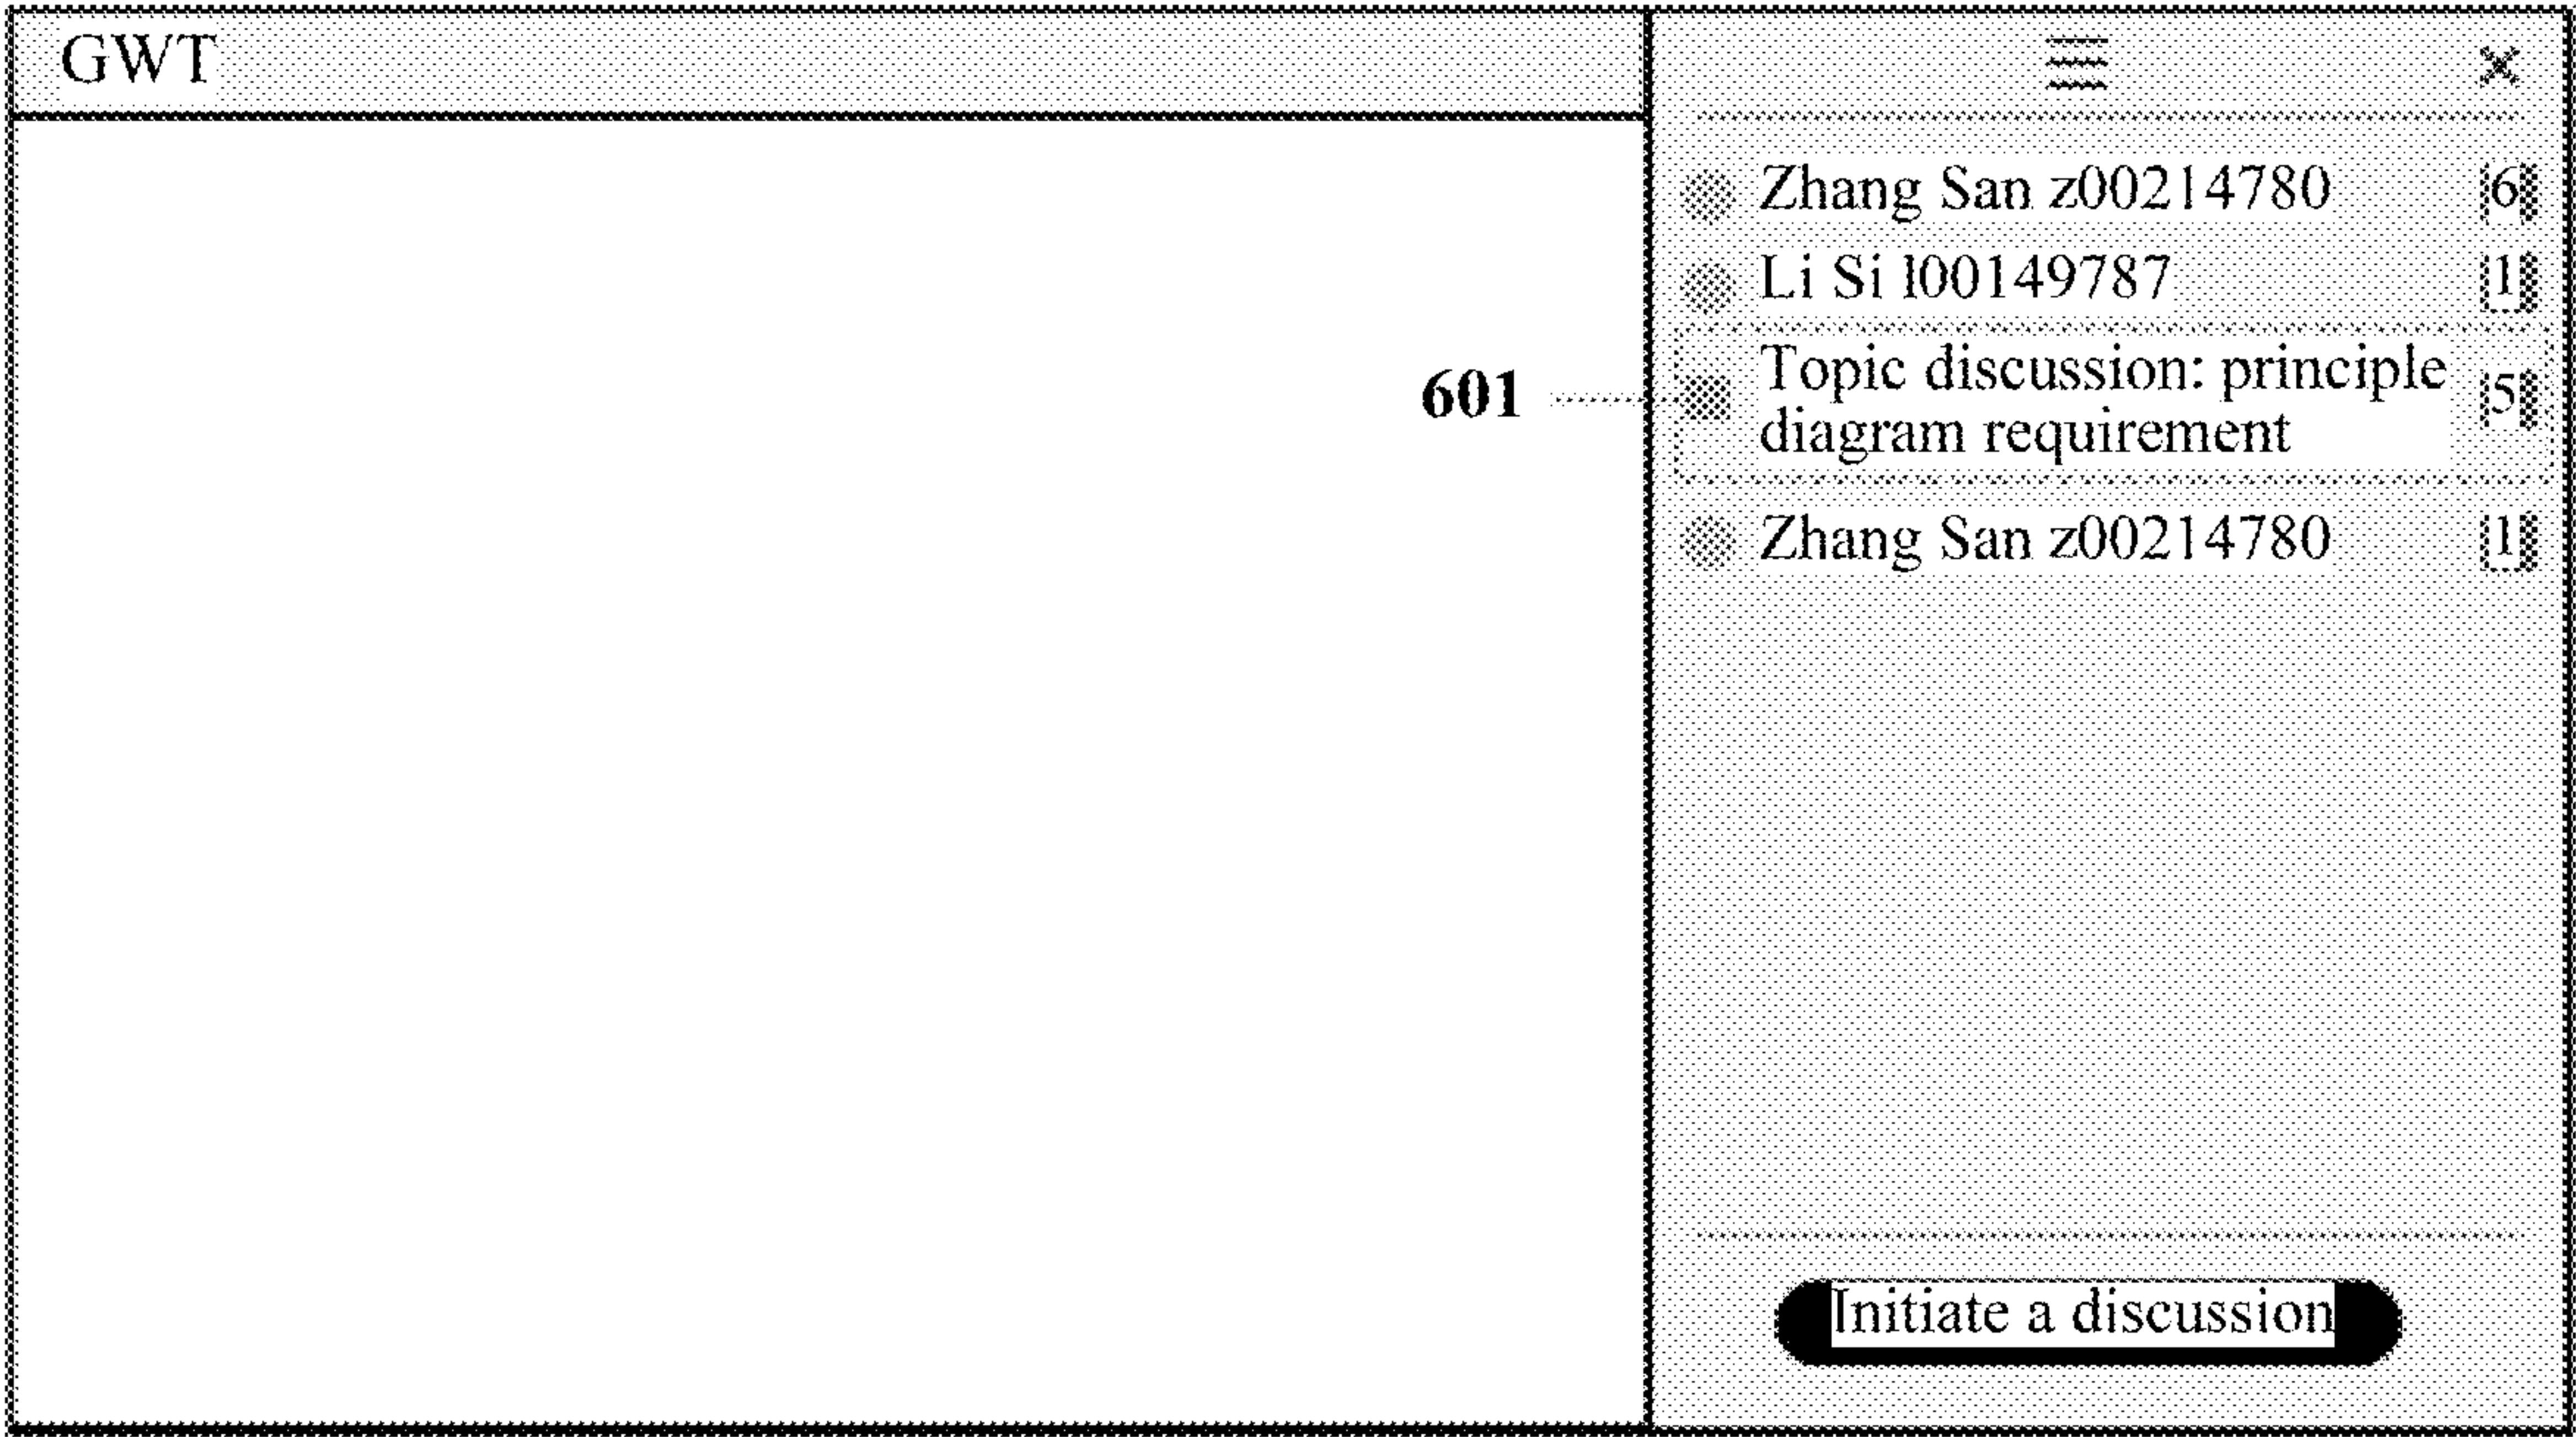 GWT
Zhang San z00214780 6
Li Si l00149787 1
601
Topic discussion: principle
diagram requirement 5
Zhang San z00214780 1
Initiate a discussion